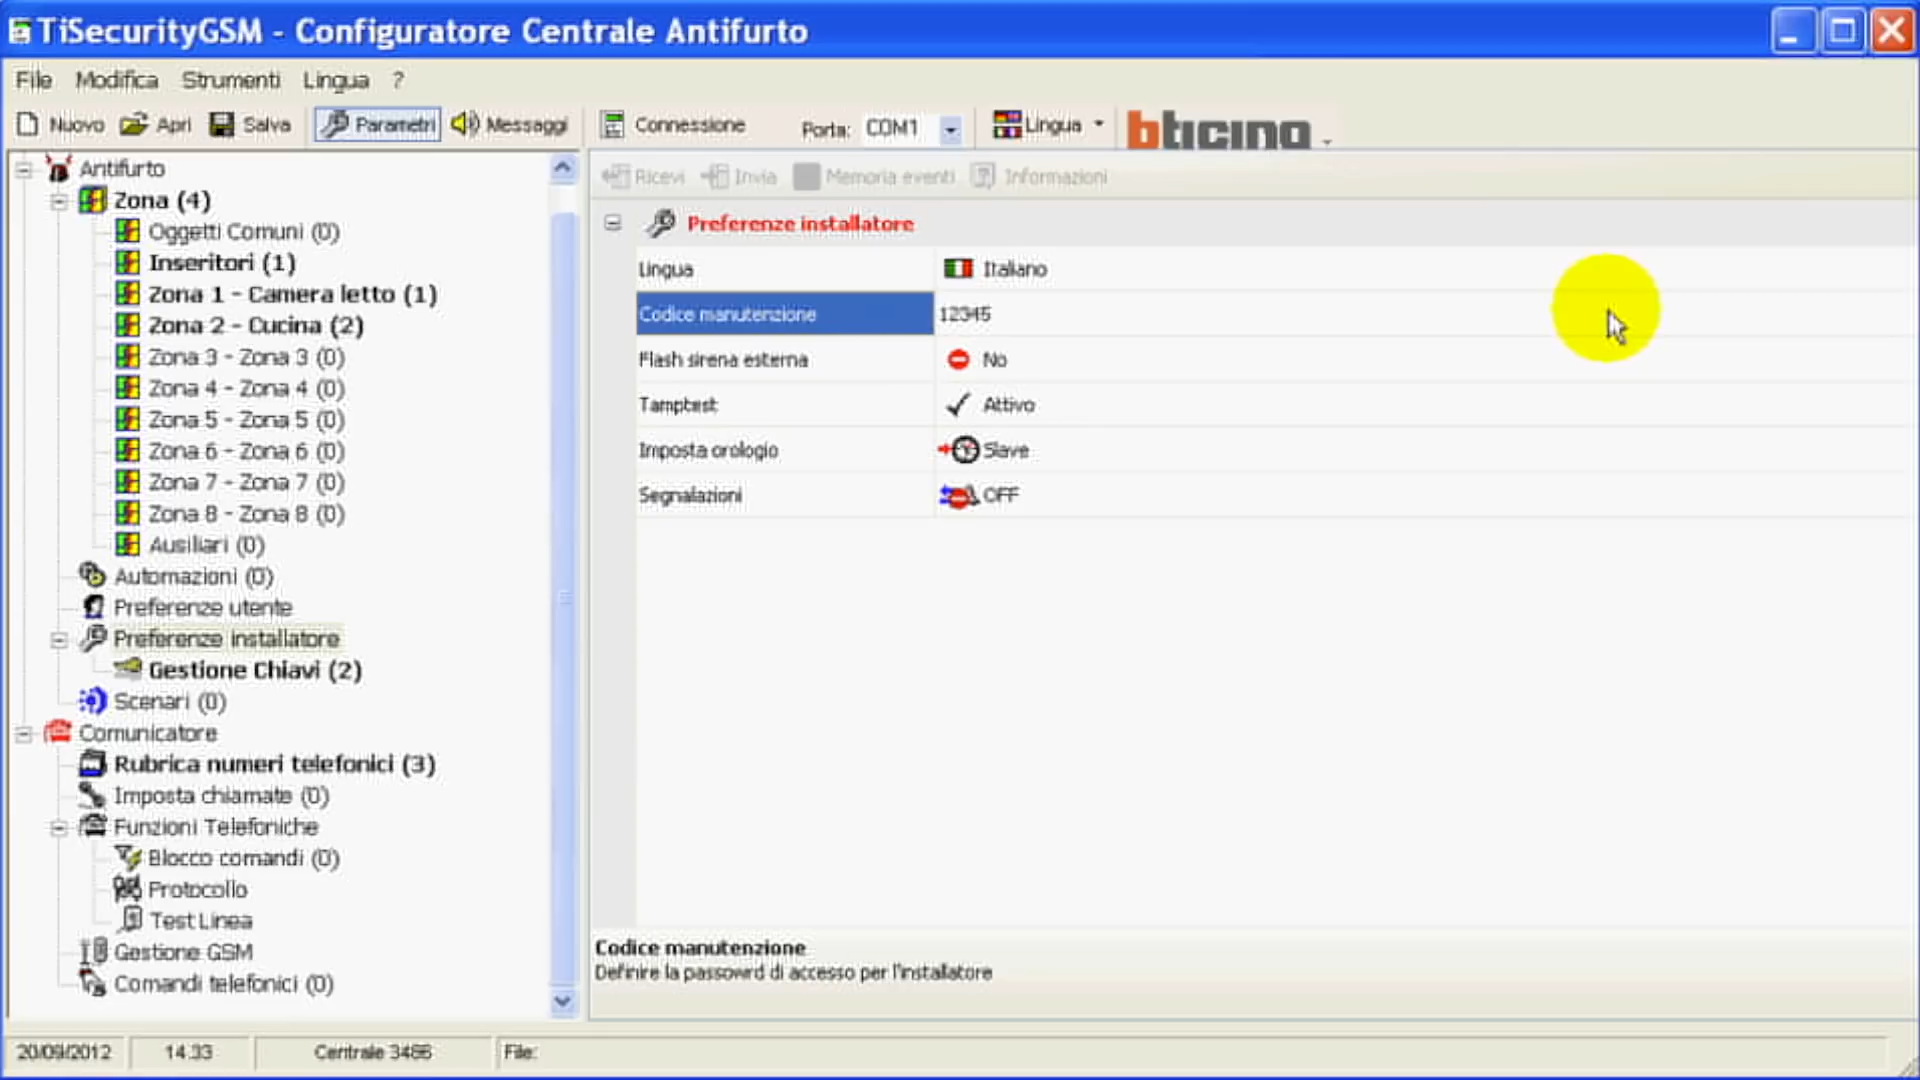 TiSecurityGSM - Configuratore Centrale Antifurto
File Modifica Strumenti Lingua ?
Nuovo Apri Salva Parametri Messaggi Connessione Porta: COM1 Lingua bticino
Antifurto
Zona (4)
Oggetti Comuni (0)
Inseritori (1)
Zona 1 - Camera letto (1)
Zona 2 - Cucina (2)
Zona 3 - Zona 3 (0)
Zona 4 - Zona 4 (0)
Zona 5 - Zona 5 (0)
Zona 6 - Zona 6 (0)
Zona 7 - Zona 7 (0)
Zona 8 - Zona 8 (0)
Ausiliari (0)
Automazioni (0)
Preferenze utente
Preferenze installatore
Gestione Chiavi (2)
Scenari (0)
Comunicatore
Rubrica numeri telefonici (3)
Imposta chiamate (0)
Funzioni Telefoniche
Blocco comandi (0)
Protocollo
Test Linea
Gestione GSM
Comandi telefonici (0)
Ricevi Invia Memoria eventi Informazioni
Preferenze installatore
Lingua Italiano
Codice manutenzione 12345
Flash sirena esterna No
Tamptest Attivo
Imposta orologio Slave
Segnalazioni OFF
Codice manutenzione
Definire la passowrd di accesso per l'installatore
20/09/2012 14.33 Centrale 3486 File: